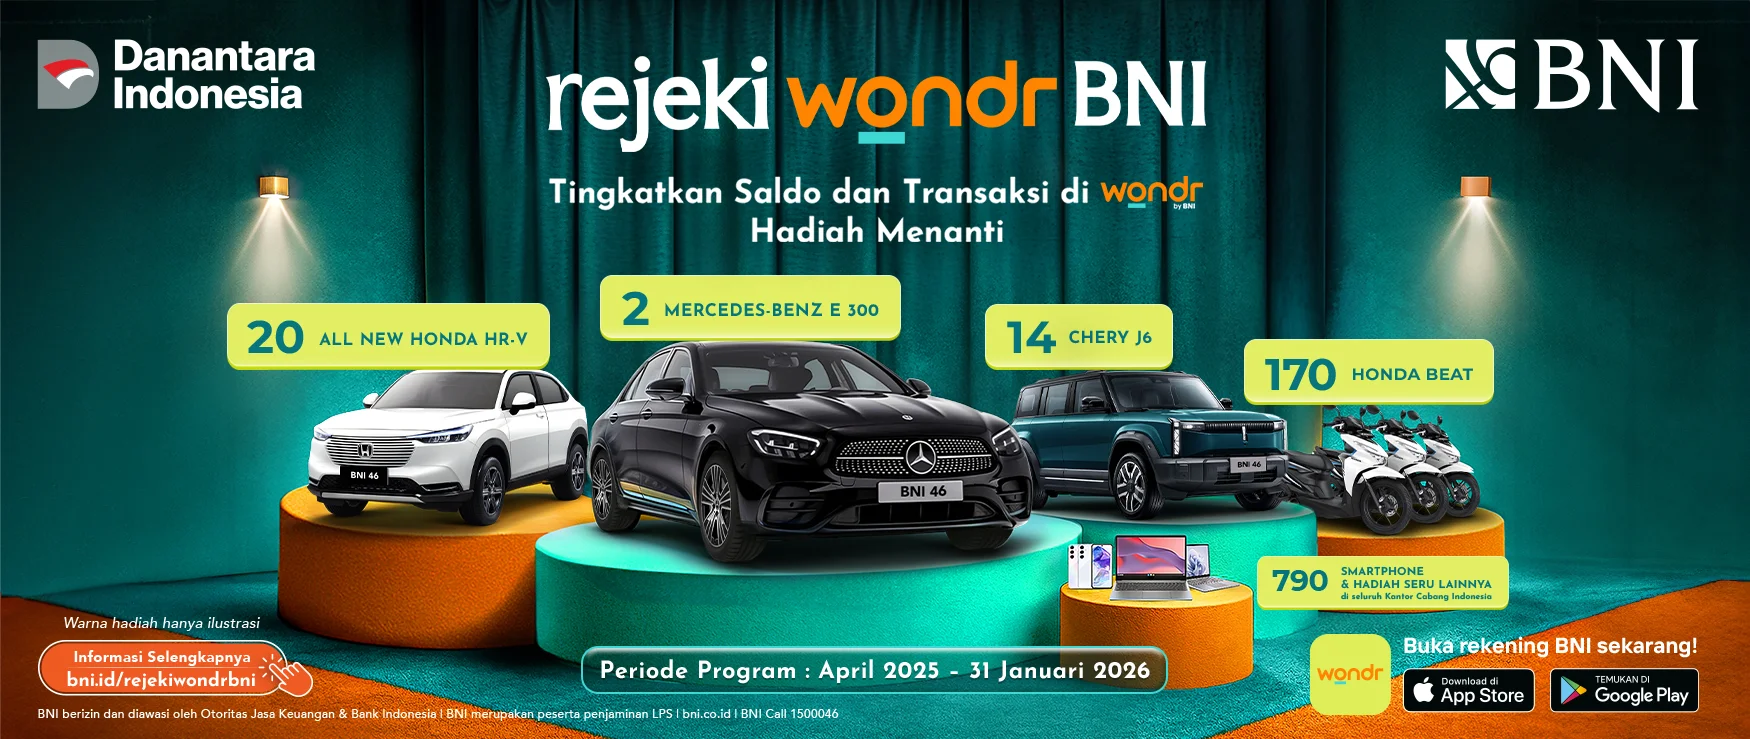 Danantara
Indonesia
rejeki wondr BNI
BNI
Tingkatkan Saldo dan Transaksi di wondr
by BNI
Hadiah Menanti
20 ALL NEW HONDA HR-V
2 MERCEDES-BENZ E 300
14 CHERY J6
170 HONDA BEAT
BNI 46
BNI 46
BNI 46
790 SMARTPHONE
& HADIAH SERU LAINNYA
di seluruh Kantor Cabang Indonesia
Warna hadiah hanya ilustrasi
Informasi Selengkapnya
bni.id/rejekiwondrbni
Periode Program : April 2025 – 31 Januari 2026
wondr
Buka rekening BNI sekarang!
Download di
App Store
TEMUKAN DI
Google Play
BNI berizin dan diawasi oleh Otoritas Jasa Keuangan & Bank Indonesia | BNI merupakan peserta penjaminan LPS | bni.co.id | BNI Call 1500046